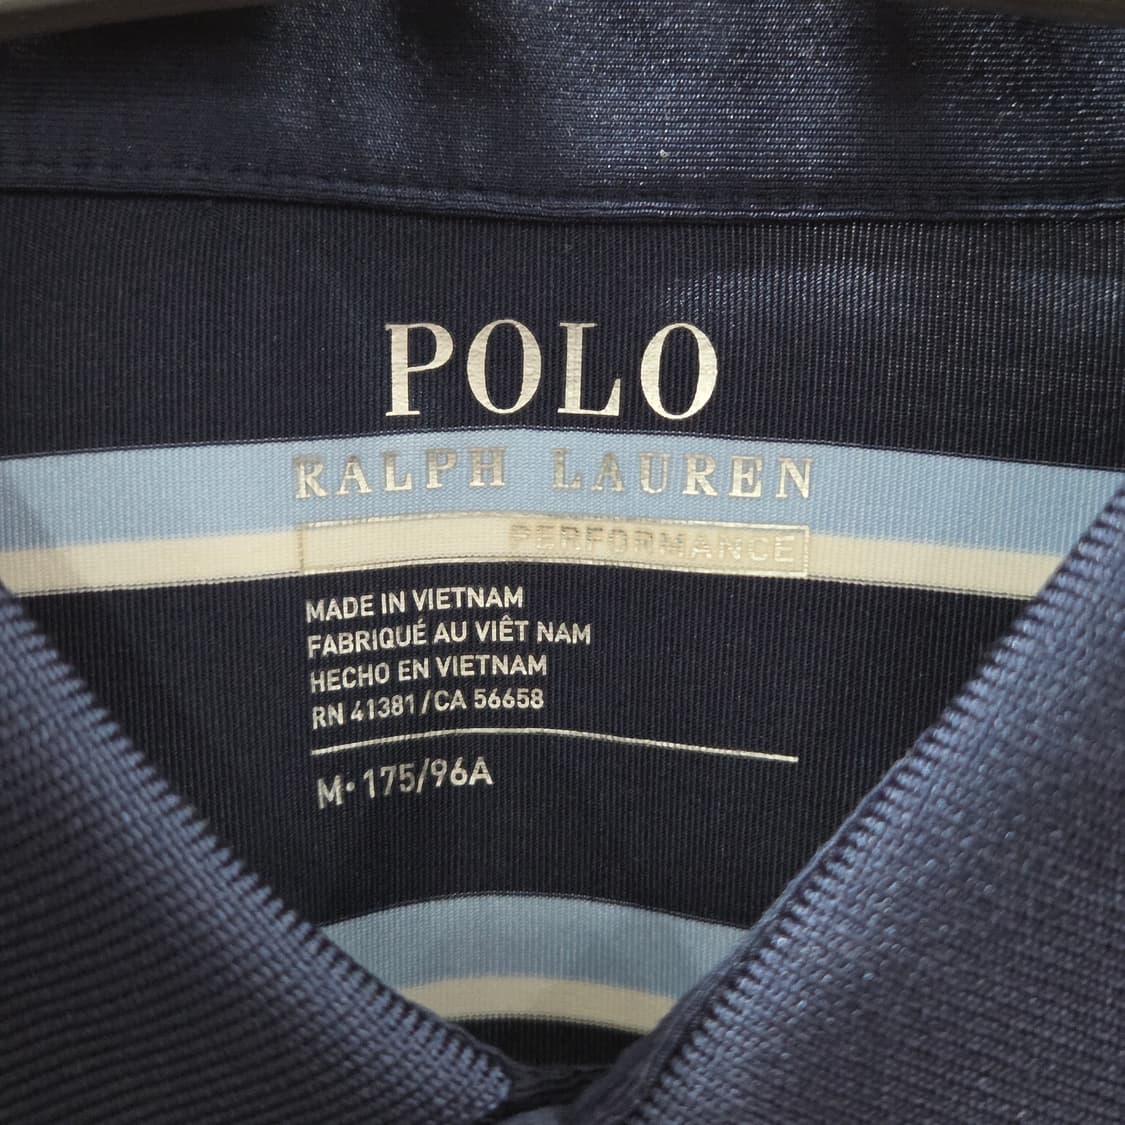 POLO
RALPH LAUREN
PERFORMANCE
MADE IN VIETNAM
FABRIQUÉ AU VIÊT NAM
HECHO EN VIETNAM
RN 41381/CA 56658
M• 175/96A